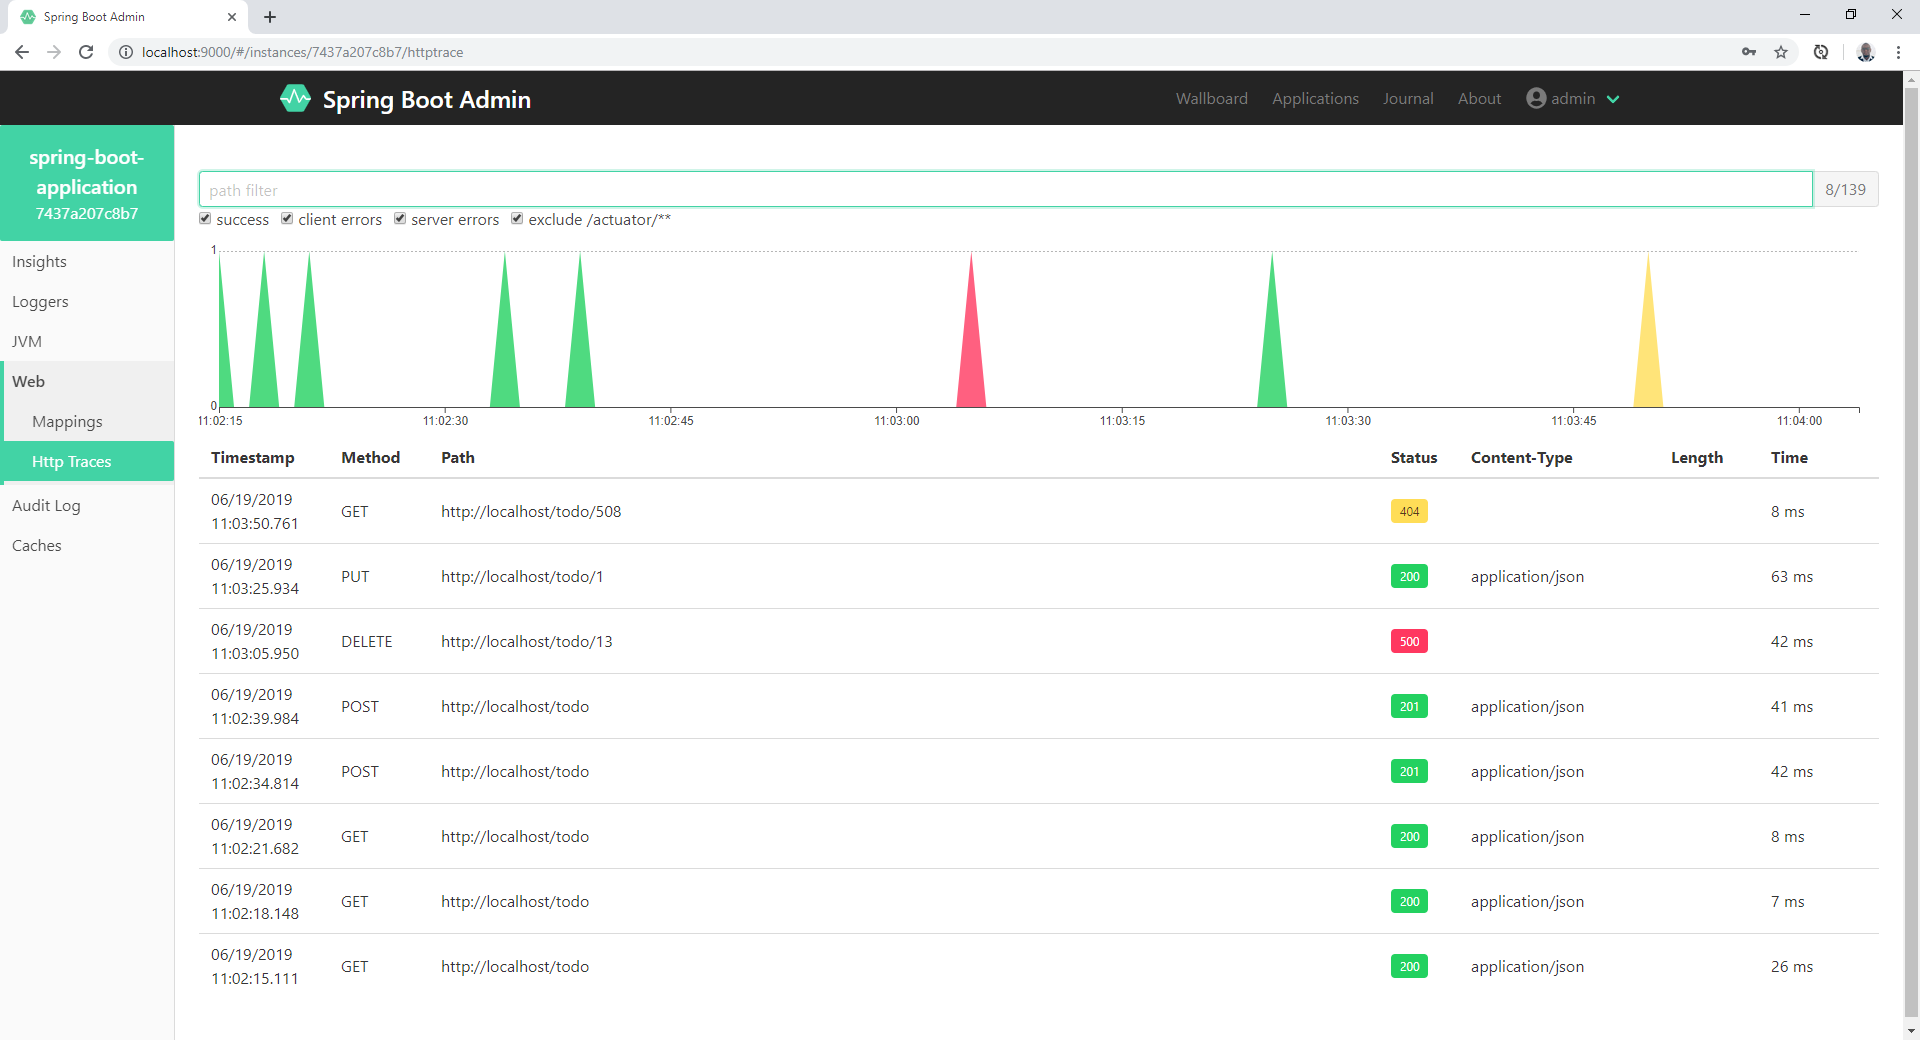 Spring Boot Admin
localhost:9000/#/instances/7437a207c8b7/httptrace
Spring Boot Admin
Wallboard Applications Journal About admin
spring-boot-
application
7437a207c8b7
Insights
Loggers
JVM
Web
Mappings
Http Traces
Audit Log
Caches
path filter 8/139
success client errors server errors exclude /actuator/**
1
0
11:02:15 11:02:30 11:02:45 11:03:00 11:03:15 11:03:30 11:03:45 11:04:00
Timestamp Method Path Status Content-Type Length Time
06/19/2019
11:03:50.761 GET http://localhost/todo/508 404 8 ms
06/19/2019
11:03:25.934 PUT http://localhost/todo/1 200 application/json 63 ms
06/19/2019
11:03:05.950 DELETE http://localhost/todo/13 500 42 ms
06/19/2019
11:02:39.984 POST http://localhost/todo 201 application/json 41 ms
06/19/2019
11:02:34.814 POST http://localhost/todo 201 application/json 42 ms
06/19/2019
11:02:21.682 GET http://localhost/todo 200 application/json 8 ms
06/19/2019
11:02:18.148 GET http://localhost/todo 200 application/json 7 ms
06/19/2019
11:02:15.111 GET http://localhost/todo 200 application/json 26 ms